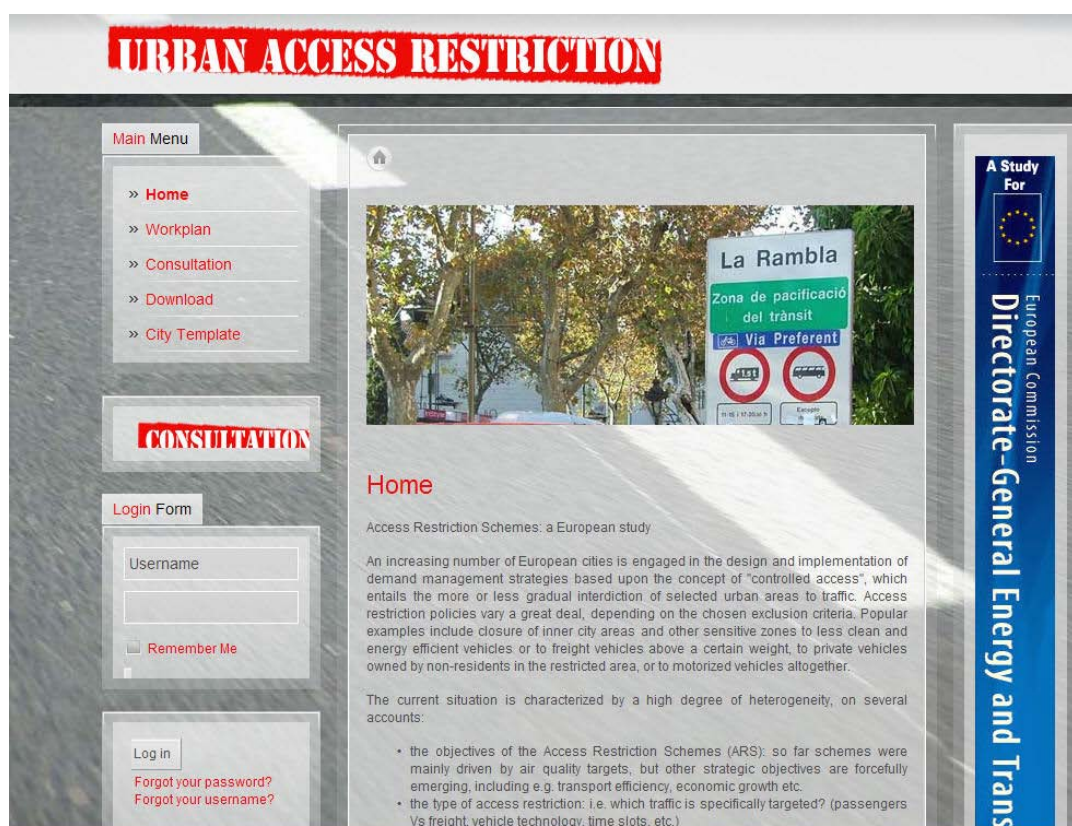 URBAN ACCESS RESTRICTION
Main Menu
» Home
» Workplan
» Consultation
» Download
» City Template
CONSULTATION
Login Form
Username
Remember Me
Log in
Forgot your password?
Forgot your username?
La Rambla
Zona de pacificació
del trànsit
Via Preferent
Home
Access Restriction Schemes: a European study
An increasing number of European cities is engaged in the design and implementation of
demand management strategies based upon the concept of "controlled access", which
entails the more or less gradual interdiction of selected urban areas to traffic. Access
restriction policies vary a great deal, depending on the chosen exclusion criteria. Popular
examples include closure of inner city areas and other sensitive zones to less clean and
energy efficient vehicles or to freight vehicles above a certain weight, to private vehicles
owned by non-residents in the restricted area, or to motorized vehicles altogether.
The current situation is characterized by a high degree of heterogeneity, on several
accounts:
• the objectives of the Access Restriction Schemes (ARS): so far schemes were
mainly driven by air quality targets, but other strategic objectives are forcefully
emerging, including e.g. transport efficiency, economic growth etc.
• the type of access restriction: i.e. which traffic is specifically targeted? (passengers
Vs freight, vehicle technology, time slots, etc.)
A Study
For
European Commission
Directorate-General Energy and Trans